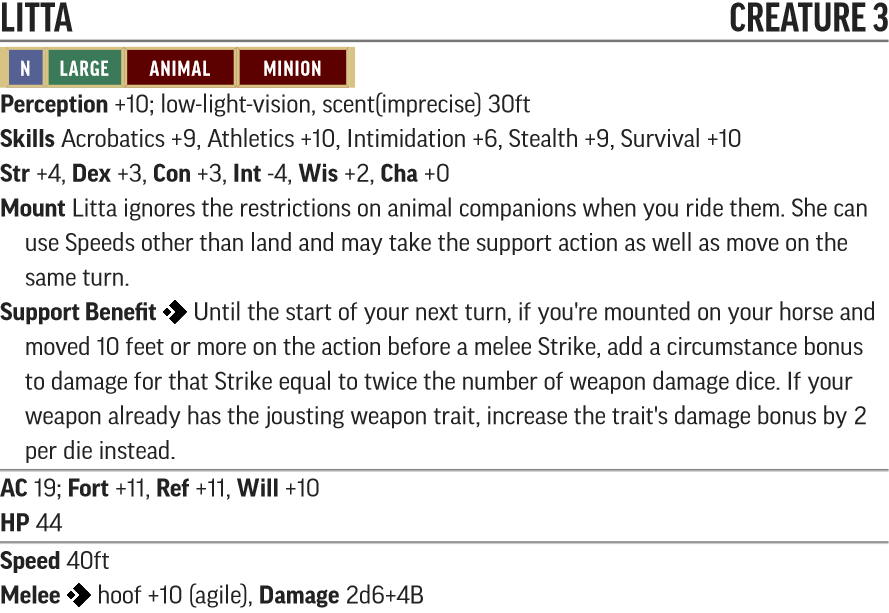 LITTA CREATURE 3
N LARGE ANIMAL MINION
Perception +10; low-light-vision, scent(imprecise) 30ft
Skills Acrobatics +9, Athletics +10, Intimidation +6, Stealth +9, Survival +10
Str +4, Dex +3, Con +3, Int -4, Wis +2, Cha +0
Mount Litta ignores the restrictions on animal companions when you ride them. She can
use Speeds other than land and may take the support action as well as move on the
same turn.
Support Benefit Until the start of your next turn, if you're mounted on your horse and
moved 10 feet or more on the action before a melee Strike, add a circumstance bonus
to damage for that Strike equal to twice the number of weapon damage dice. If your
weapon already has the jousting weapon trait, increase the trait's damage bonus by 2
per die instead.
AC 19; Fort +11, Ref +11, Will +10
HP 44
Speed 40ft
Melee hoof +10 (agile), Damage 2d6+4B